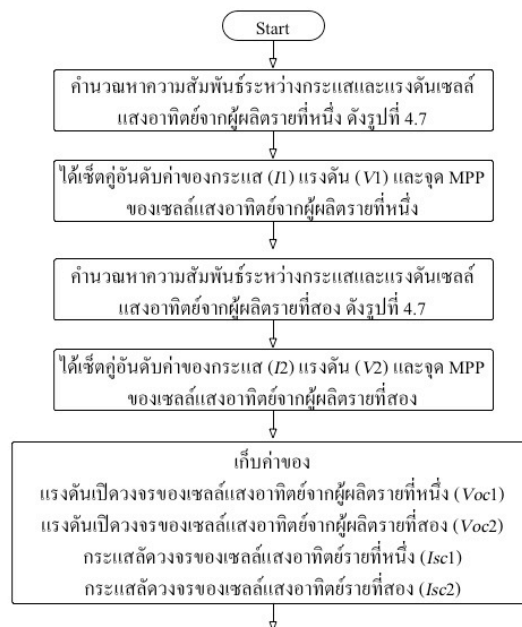 Start
คำนวณหาความสัมพันธ์ระหว่างกระแสและแรงดันเซลล์
แสงอาทิตย์จากผู้ผลิตรายที่หนึ่ง ดังรูปที่ 4.7
ได้เซ็ตคู่อันดับค่าของกระแส (I1) แรงดัน (V1) และจุด MPP
ของเซลล์แสงอาทิตย์จากผู้ผลิตรายที่หนึ่ง
คำนวณหาความสัมพันธ์ระหว่างกระแสและแรงดันเซลล์
แสงอาทิตย์จากผู้ผลิตรายที่สอง ดังรูปที่ 4.7
ได้เซ็ตคู่อันดับค่าของกระแส (I2) แรงดัน (V2) และจุด MPP
ของเซลล์แสงอาทิตย์จากผู้ผลิตรายที่สอง
เก็บค่าของ
แรงดันเปิดวงจรของเซลล์แสงอาทิตย์จากผู้ผลิตรายที่หนึ่ง (Voc1)
แรงดันเปิดวงจรของเซลล์แสงอาทิตย์จากผู้ผลิตรายที่สอง (Voc2)
กระแสลัดวงจรของเซลล์แสงอาทิตย์รายที่หนึ่ง (Isc1)
กระแสลัดวงจรของเซลล์แสงอาทิตย์รายที่สอง (Isc2)